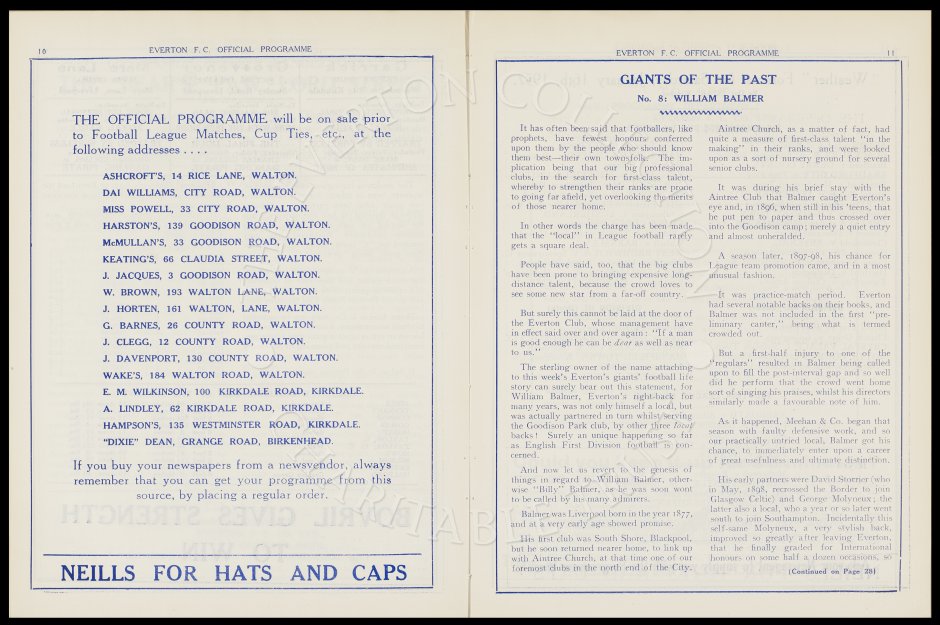 10
EVERTON F. C. OFFICIAL PROGRAMME
THE OFFICIAL PROGRAMME will be on sale prior
to Football League Matches, Cup Ties, etc., at the
following addresses . . . .
ASHCROFT'S, 14 RICE LANE, WALTON.
DAI WILLIAMS, CITY ROAD, WALTON.
MISS POWELL, 33 CITY ROAD, WALTON.
HARSTON'S, 139 GOODISON ROAD, WALTON.
McMULLAN'S, 33 GOODISON ROAD, WALTON.
KEATING'S, 66 CLAUDIA STREET, WALTON.
J. JACQUES, 3 GOODISON ROAD, WALTON.
W. BROWN, 193 WALTON LANE, WALTON.
J. HORTEN, 161 WALTON, LANE, WALTON.
G. BARNES, 26 COUNTY ROAD, WALTON.
J. CLEGG, 12 COUNTY ROAD, WALTON.
J. DAVENPORT, 130 COUNTY ROAD, WALTON.
WAKE'S, 184 WALTON ROAD, WALTON.
E. M. WILKINSON, 100 KIRKDALE ROAD, KIRKDALE.
A. LINDLEY, 62 KIRKDALE ROAD, KIRKDALE.
HAMPSON'S, 135 WESTMINSTER ROAD, KIRKDALE.
"DIXIE" DEAN, GRANGE ROAD, BIRKENHEAD.
If you buy your newspapers from a newsvendor, always
remember that you can get your programme from this
source, by placing a regular order.
NEILLS FOR HATS AND CAPS
EVERTON F. C. OFFICIAL PROGRAMME
11
GIANTS OF THE PAST
No. 8: WILLIAM BALMER
It has often been said that footballers, like
prophets, have fewest honours conferred
upon them by the people who should know
them best—their own townsfolk. The im-
plication being that our big professional
clubs, in the search for first-class talent,
whereby to strengthen their ranks are prone
to going far afield, yet overlooking the merits
of those nearer home.
In other words the charge has been made
that the "local" in League football rarely
gets a square deal.
People have said, too, that the big clubs
have been prone to bringing expensive long-
distance talent, because the crowd loves to
see some new star from a far-off country.
But surely this cannot be laid at the door of
the Everton Club, whose management have
in effect said over and over again: "If a man
is good enough he can be dear as well as near
to us."
The sterling owner of the name attaching
to this week's Everton's giants' football life
story can surely bear out this statement, for
William Balmer, Everton's right-back for
many years, was not only himself a local, but
was actually partnered in turn whilst serving
the Goodison Park club, by other three local
backs! Surely an unique happening so far
as English First Division football is con-
cerned.
And now let us revert to the genesis of
things in regard to William Balmer, other-
wise "Billy" Balmer, as he was soon wont
to be called by his many admirers.
Balmer was Liverpool born in the year 1877,
and at a very early age showed promise.
His first club was South Shore, Blackpool,
but he soon returned nearer home, to link up
with Aintree Church, at that time one of our
foremost clubs in the north end of the City.
Aintree Church, as a matter of fact, had
quite a measure of first-class talent "in the
making" in their ranks, and were looked
upon as a sort of nursery ground for several
senior clubs.
It was during his brief stay with the
Aintree Club that Balmer caught Everton's
eye and, in 1896, when still in his 'teens, that
he put pen to paper and thus crossed over
into the Goodison camp; merely a quiet entry
and almost unheralded.
A season later, 1897-98, his chance for
League team promotion came, and in a most
unusual fashion.
It was practice-match period. Everton
had several notable backs on their books, and
Balmer was not included in the first "pre-
liminary canter," being what is termed
crowded out.
But a first-half injury to one of the
"regulars" resulted in Balmer being called
upon to fill the post-interval gap and so well
did he perform that the crowd went home
sort of singing his praises, whilst his directors
similarly made a favourable note of him.
As it happened, Meehan & Co. began that
season with faulty defensive work, and so
our practically untried local, Balmer got his
chance, to immediately enter upon a career
of great usefulness and ultimate distinction.
His early partners were David Storrier (who
in May, 1898, recrossed the Border to join
Glasgow Celtic) and George Molyneux; the
latter also a local, who a year or so later went
south to join Southampton. Incidentally this
self-same Molyneux, a very stylish back,
improved so greatly after leaving Everton,
that he finally graded for International
honours on some half a dozen occasions, so
(Continued on Page 28)